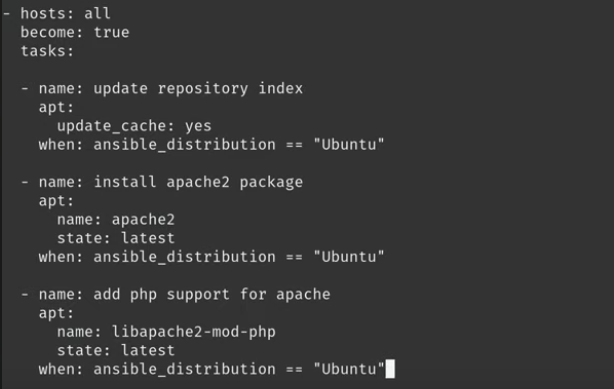 - hosts: all
  become: true
  tasks:

  - name: update repository index
    apt:
      update_cache: yes
    when: ansible_distribution == "Ubuntu"

  - name: install apache2 package
    apt:
      name: apache2
      state: latest
    when: ansible_distribution == "Ubuntu"

  - name: add php support for apache
    apt:
      name: libapache2-mod-php
      state: latest
    when: ansible_distribution == "Ubuntu"